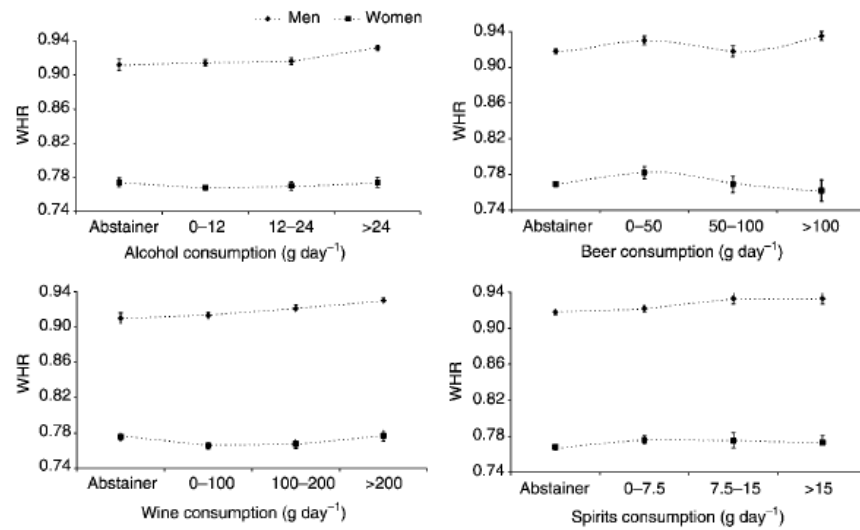 Men Women
0.94
0.90
0.86
0.82
0.78
0.74
WHR
Abstainer 0–12 12–24 >24
Alcohol consumption (g day⁻¹)
0.94
0.90
0.86
0.82
0.78
0.74
WHR
Abstainer 0–50 50–100 >100
Beer consumption (g day⁻¹)
0.94
0.90
0.86
0.82
0.78
0.74
WHR
Abstainer 0–100 100–200 >200
Wine consumption (g day⁻¹)
0.94
0.90
0.86
0.82
0.78
0.74
WHR
Abstainer 0–7.5 7.5–15 >15
Spirits consumption (g day⁻¹)